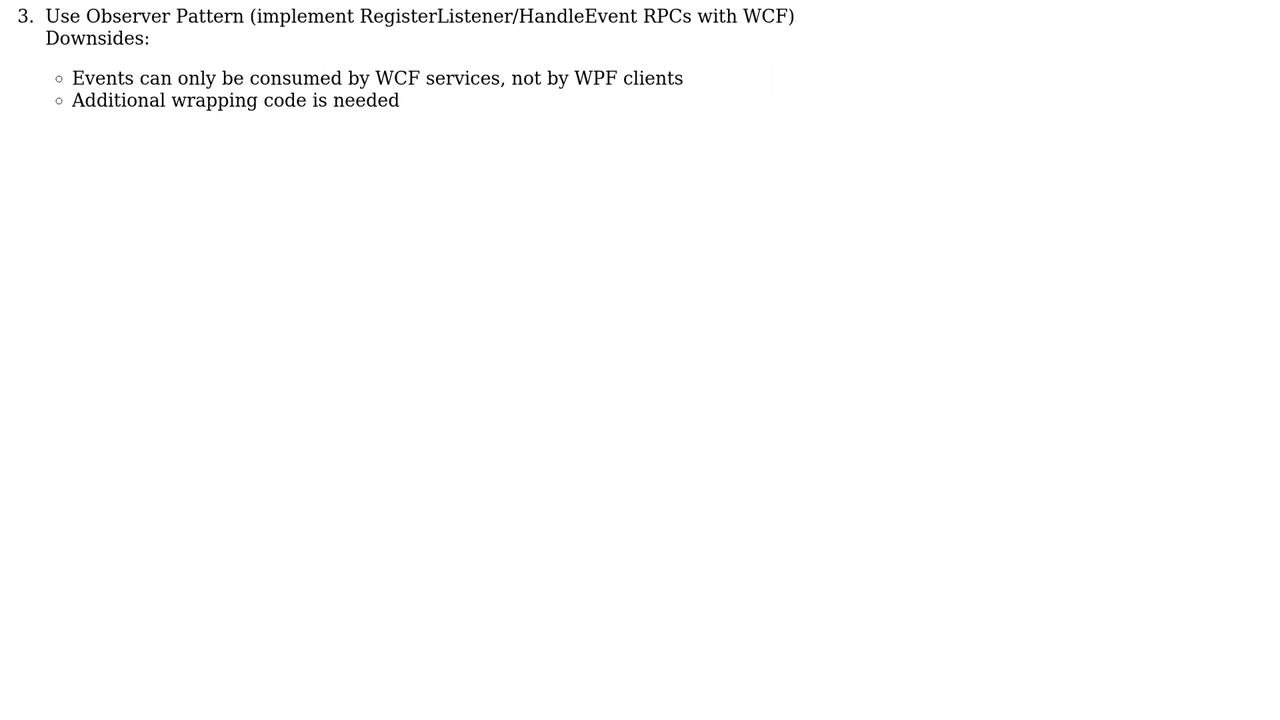 3. Use Observer Pattern (implement RegisterListener/HandleEvent RPCs with WCF)
Downsides:
◦ Events can only be consumed by WCF services, not by WPF clients
◦ Additional wrapping code is needed